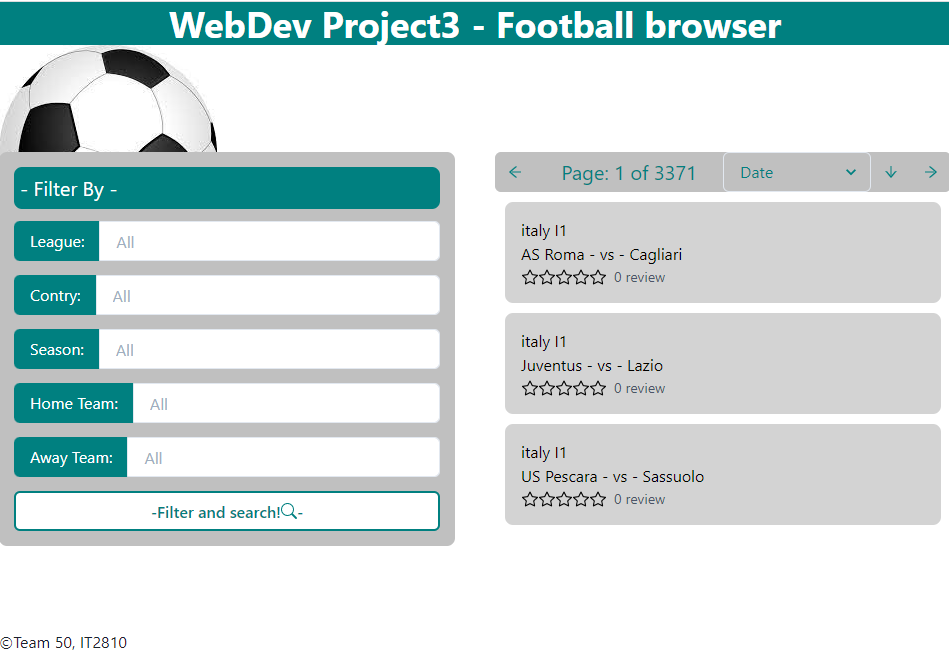 WebDev Project3 - Football browser
- Filter By -
League: All
Contry: All
Season: All
Home Team: All
Away Team: All
-Filter and search!-
Page: 1 of 3371 Date
italy I1
AS Roma - vs - Cagliari
0 review
italy I1
Juventus - vs - Lazio
0 review
italy I1
US Pescara - vs - Sassuolo
0 review
©Team 50, IT2810